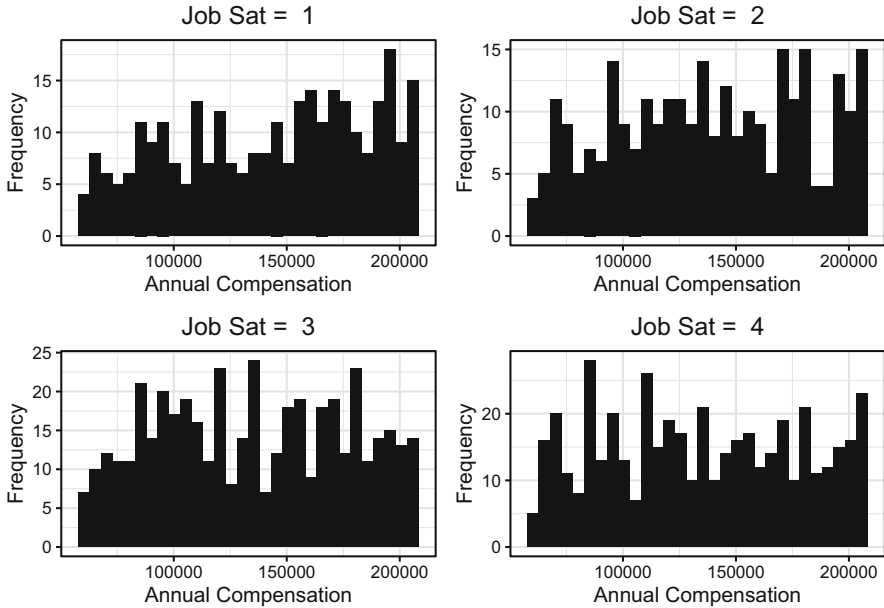 Job Sat = 1
Job Sat = 2
15
10
5
0
Frequency
100000
150000
200000
Annual Compensation
15
10
5
0
Frequency
100000
150000
200000
Annual Compensation
Job Sat = 3
Job Sat = 4
25
20
15
10
5
0
Frequency
100000
150000
200000
Annual Compensation
20
10
0
Frequency
100000
150000
200000
Annual Compensation